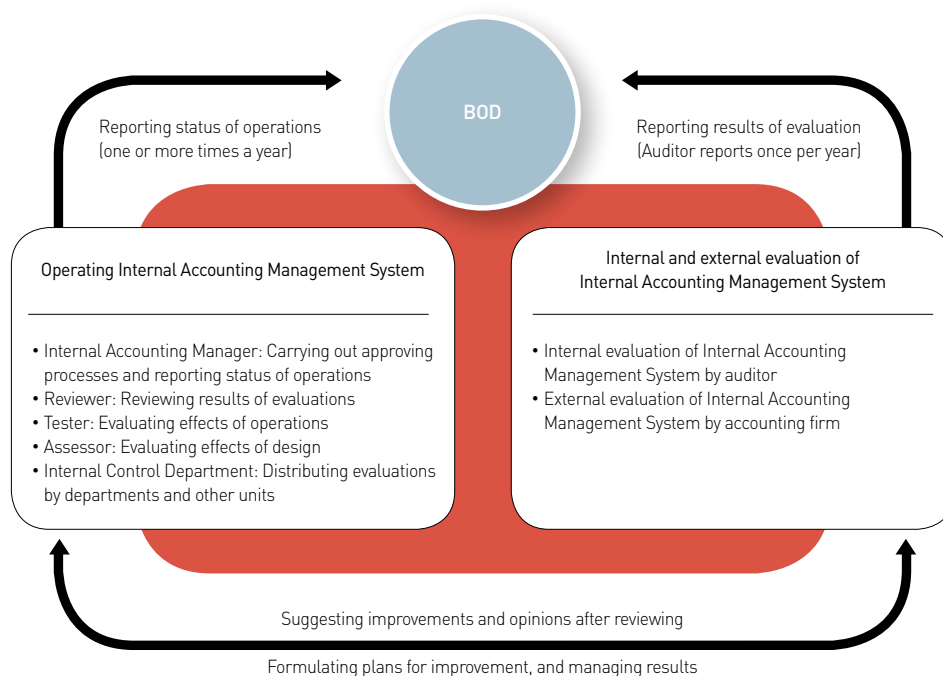 BOD
Reporting status of operations
(one or more times a year)
Reporting results of evaluation
(Auditor reports once per year)
Operating Internal Accounting Management System
• Internal Accounting Manager: Carrying out approving
processes and reporting status of operations
• Reviewer: Reviewing results of evaluations
• Tester: Evaluating effects of operations
• Assessor: Evaluating effects of design
• Internal Control Department: Distributing evaluations
by departments and other units
Internal and external evaluation of
Internal Accounting Management System
• Internal evaluation of Internal Accounting
Management System by auditor
• External evaluation of Internal Accounting
Management System by accounting firm
Suggesting improvements and opinions after reviewing
Formulating plans for improvement, and managing results